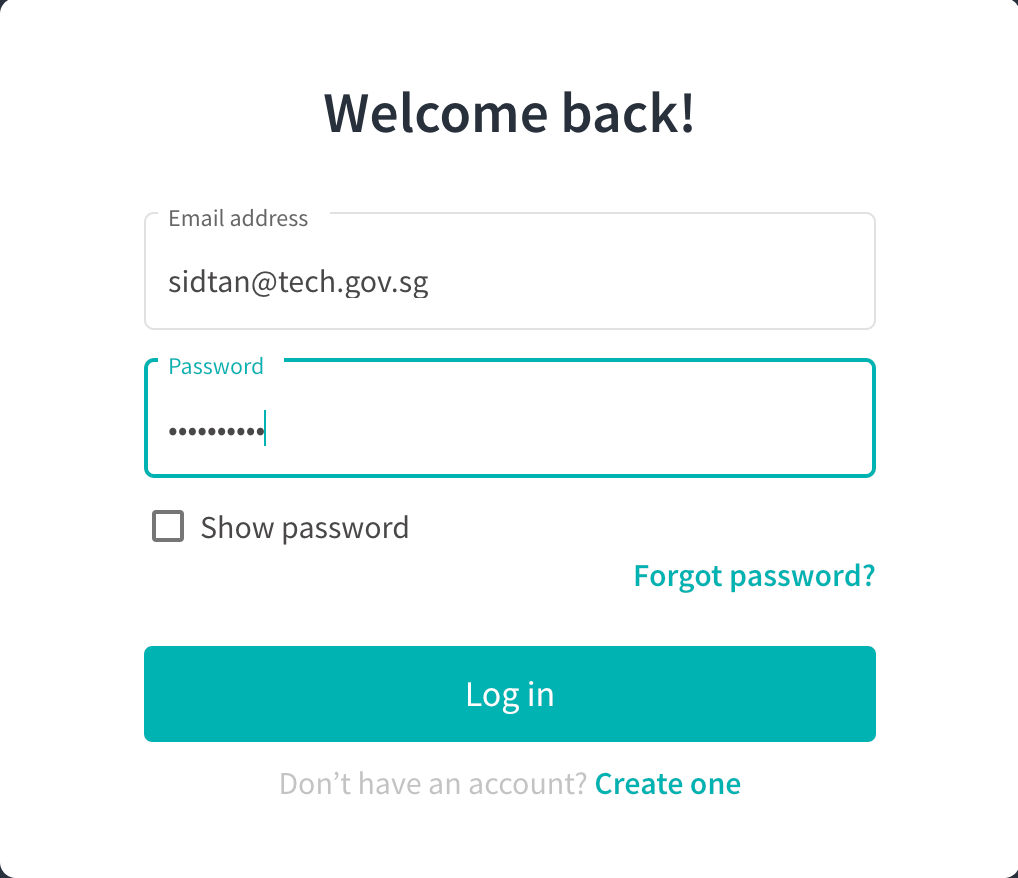 Welcome back!
Email address
sidtan@tech.gov.sg
Password
••••••••••
Show password
Forgot password?
Log in
Don’t have an account? Create one